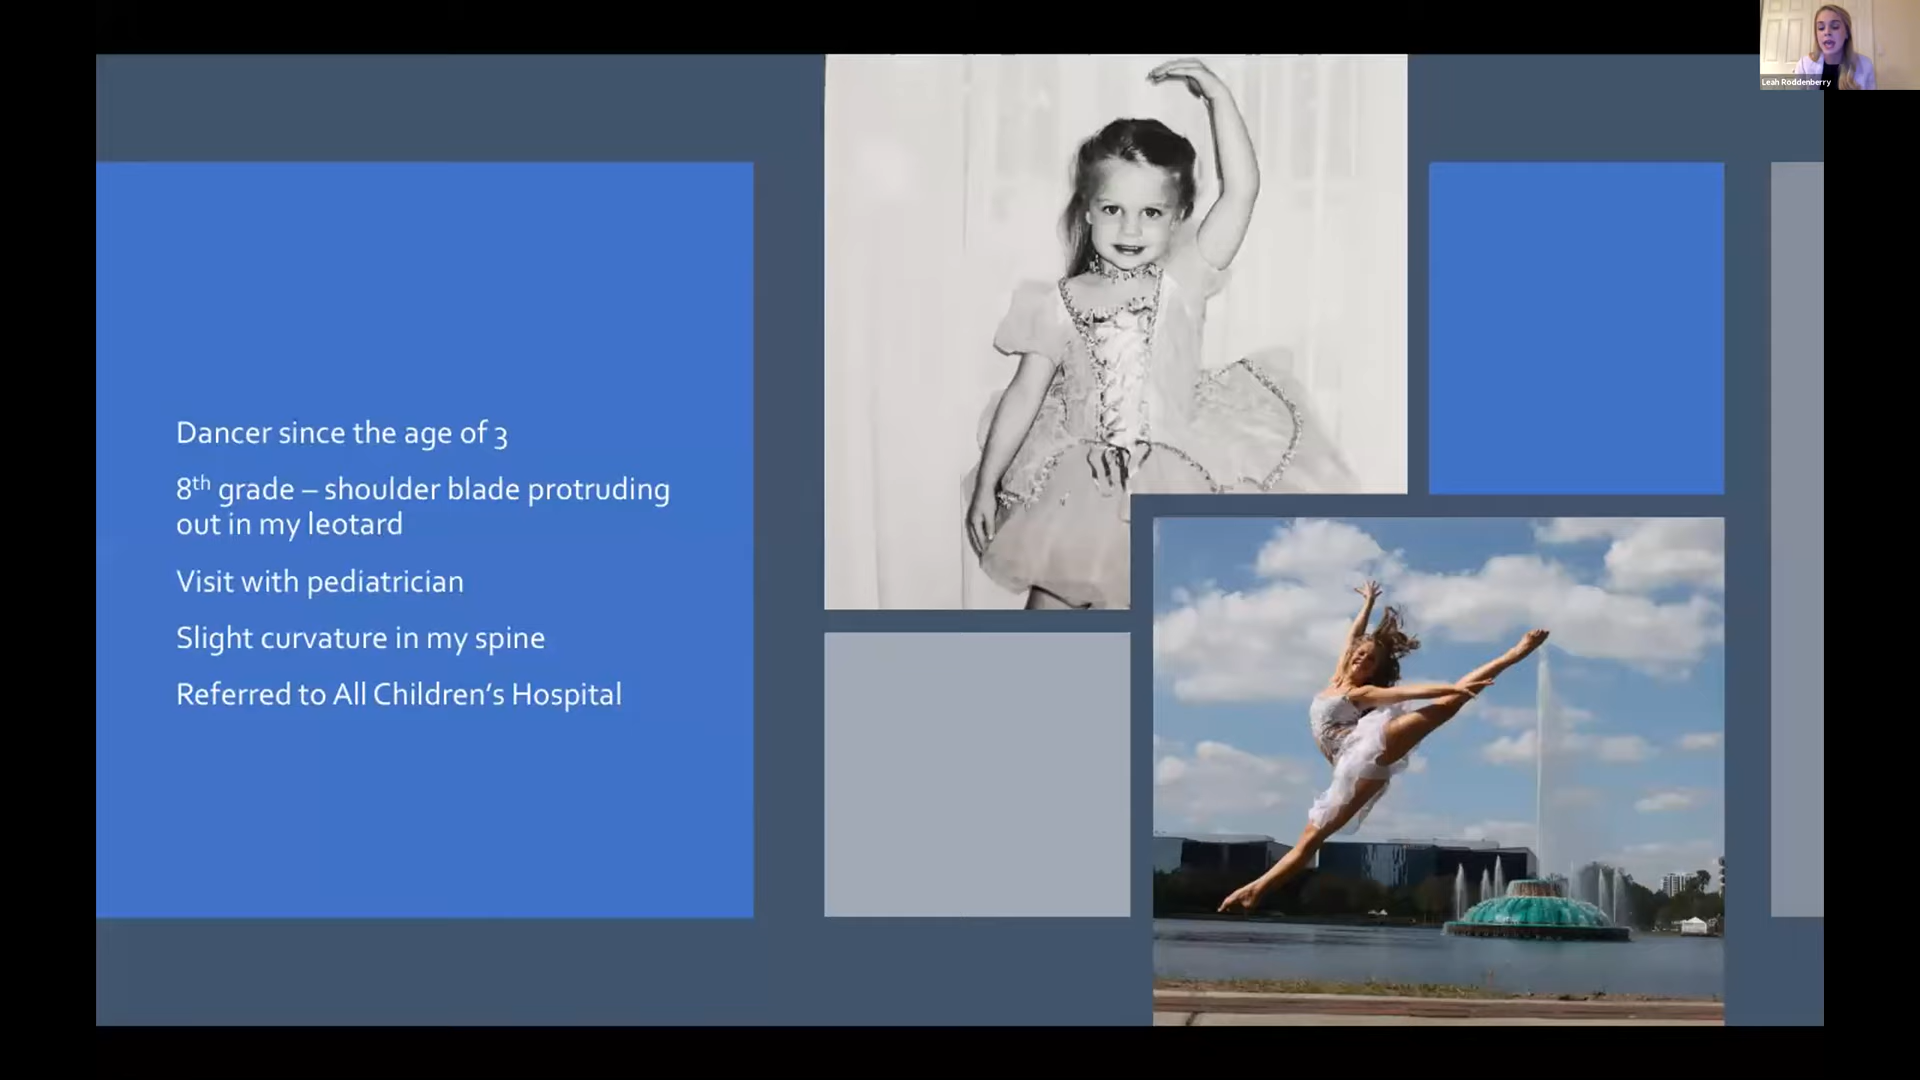 Leah Roddenberry
Dancer since the age of 3
8th grade – shoulder blade protruding
out in my leotard
Visit with pediatrician
Slight curvature in my spine
Referred to All Children's Hospital